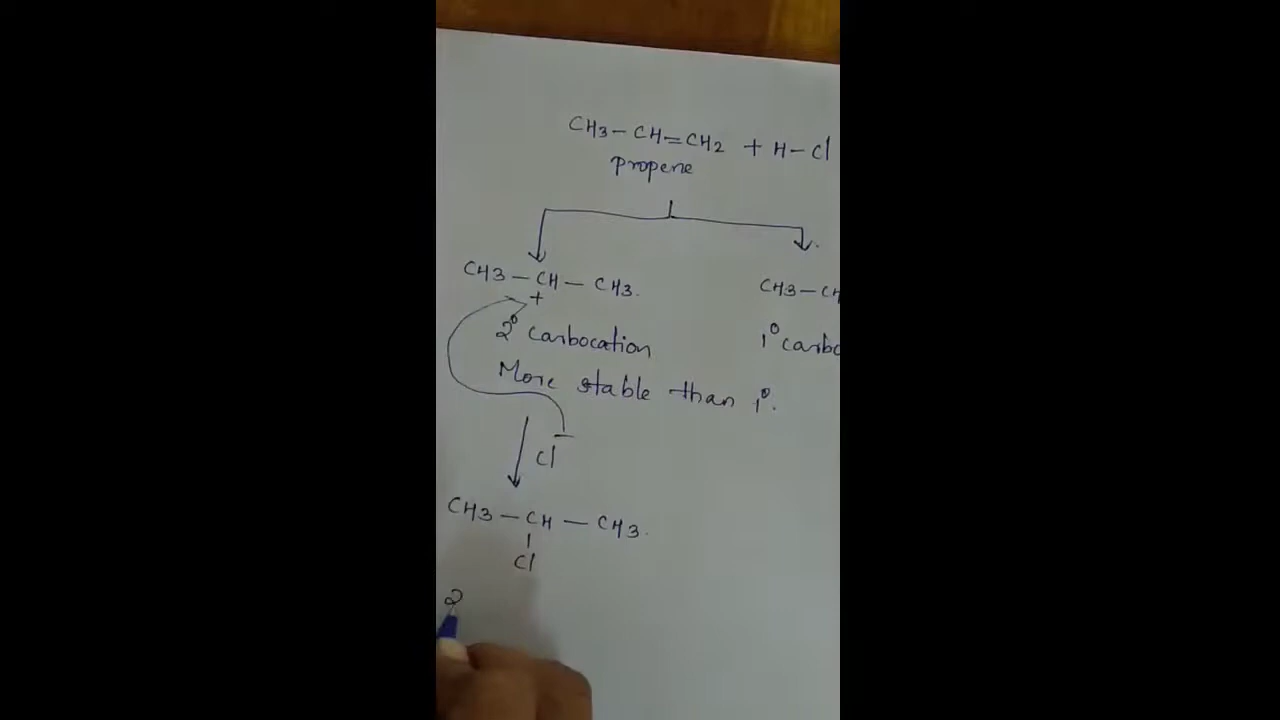 CH3-CH=CH2 + H-Cl
propene
CH3-CH-CH3. CH3-CH
+
2° carbocation 1° carbo
More stable than 1°.
Cl⁻
CH3-CH-CH3.
Cl
2